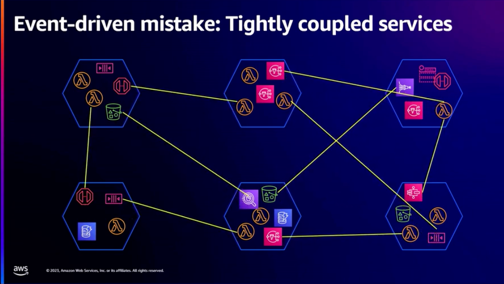 Event-driven mistake: Tightly coupled services
aws
© 2023, Amazon Web Services, Inc. or its affiliates. All rights reserved.